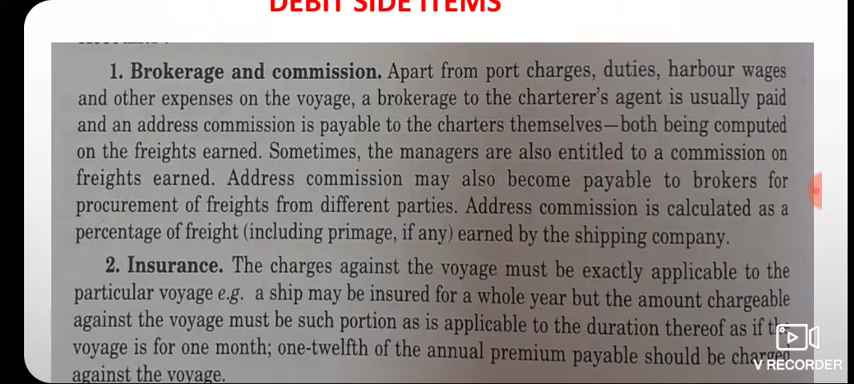 DEBIT SIDE ITEMS
1. Brokerage and commission. Apart from port charges, duties, harbour wages
and other expenses on the voyage, a brokerage to the charterer's agent is usually paid
and an address commission is payable to the charters themselves—both being computed
on the freights earned. Sometimes, the managers are also entitled to a commission on
freights earned. Address commission may also become payable to brokers for
procurement of freights from different parties. Address commission is calculated as a
percentage of freight (including primage, if any) earned by the shipping company.
2. Insurance. The charges against the voyage must be exactly applicable to the
particular voyage e.g. a ship may be insured for a whole year but the amount chargeable
against the voyage must be such portion as is applicable to the duration thereof as if the
voyage is for one month; one-twelfth of the annual premium payable should be charged
against the voyage.
V RECORDER